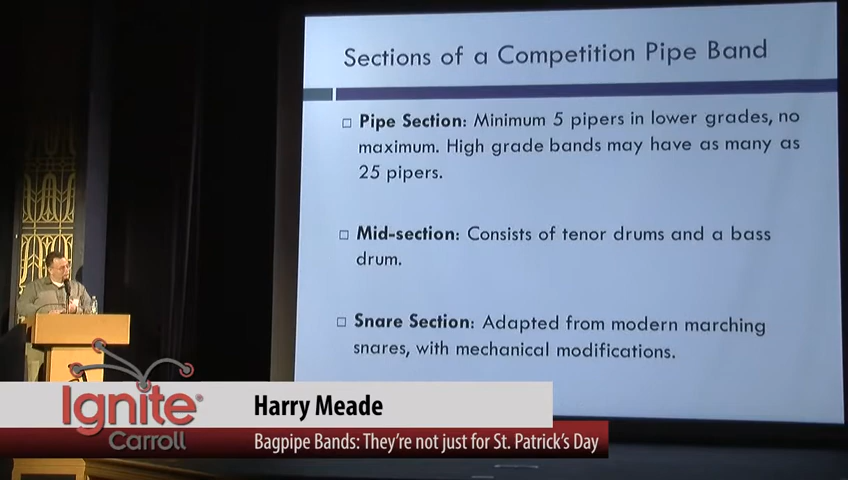 Sections of a Competition Pipe Band
□ Pipe Section: Minimum 5 pipers in lower grades, no
maximum. High grade bands may have as many as
25 pipers.
□ Mid-section: Consists of tenor drums and a bass
drum.
□ Snare Section: Adapted from modern marching
snares, with mechanical modifications.
Ignite®
Carroll
Harry Meade
Bagpipe Bands: They're not just for St. Patrick's Day